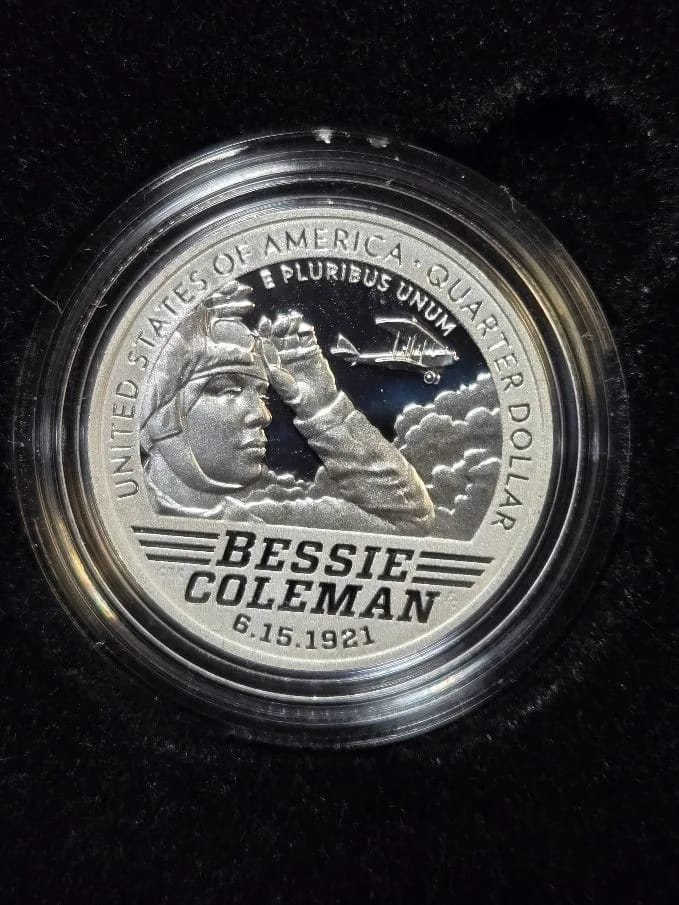 UNITED STATES OF AMERICA · QUARTER DOLLAR
E PLURIBUS UNUM
BESSIE
COLEMAN
6.15.1921